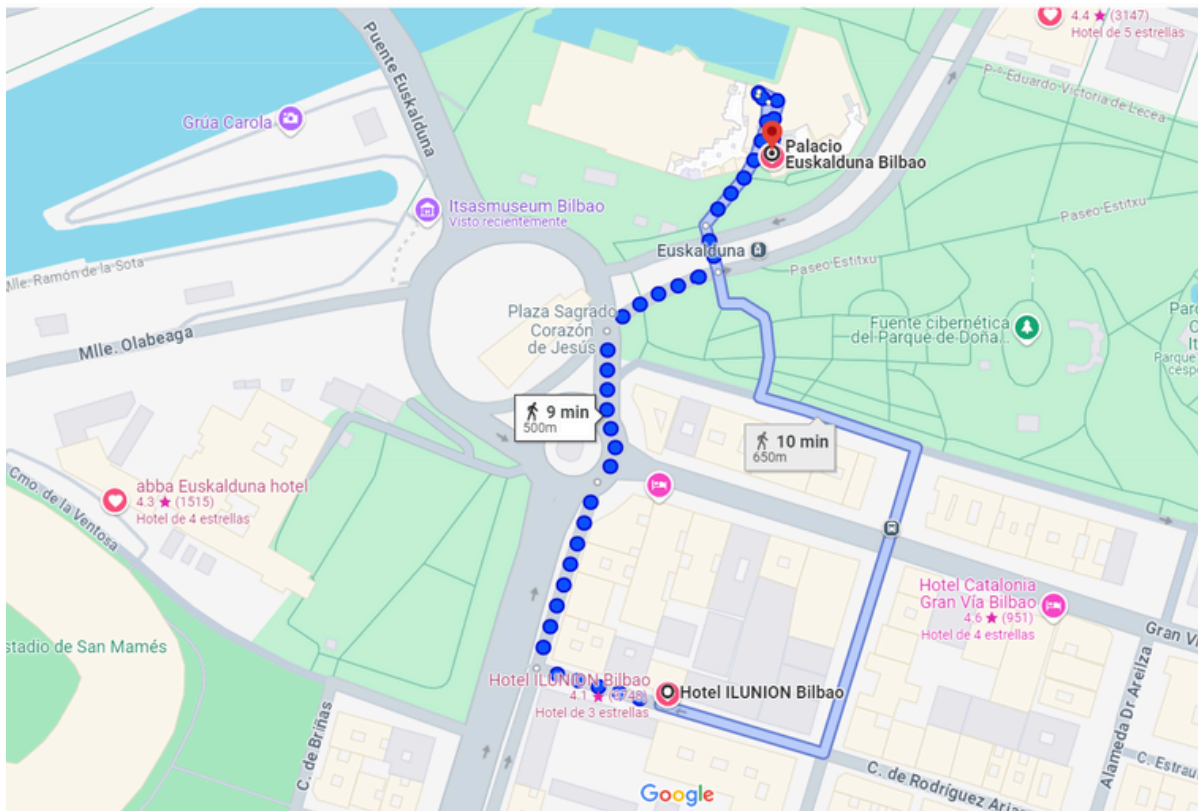 4.4 ★ (3147)
Hotel de 5 estrellas
Puente Euskalduna
P.º Eduardo Victoria de Lecea
Grúa Carola
Palacio
Euskalduna Bilbao
Itsasmuseum Bilbao
Visto recientemente
Paseo Estitxu
Euskalduna
Paseo Estitxu
Mlle. Ramón de la Sota
Plaza Sagrado
Corazón
de Jesús
Fuente cibernética
del Parque de Doña...
Mlle. Olabeaga
9 min
500m
10 min
650m
abba Euskalduna hotel
4.3 ★ (1515)
Hotel de 4 estrellas
Cmo. de la Ventosa
Hotel Catalonia
Gran Vía Bilbao
4.6 ★ (951)
Hotel de 4 estrellas
Gran Ví
stadio de San Mamés
Hotel ILUNION Bilbao
4.1 ★
Hotel de 3 estrellas
Hotel ILUNION Bilbao
C. de Briñas
C. de Rodríguez Arias
Alameda Dr. Areilza
C. Estrau
Google